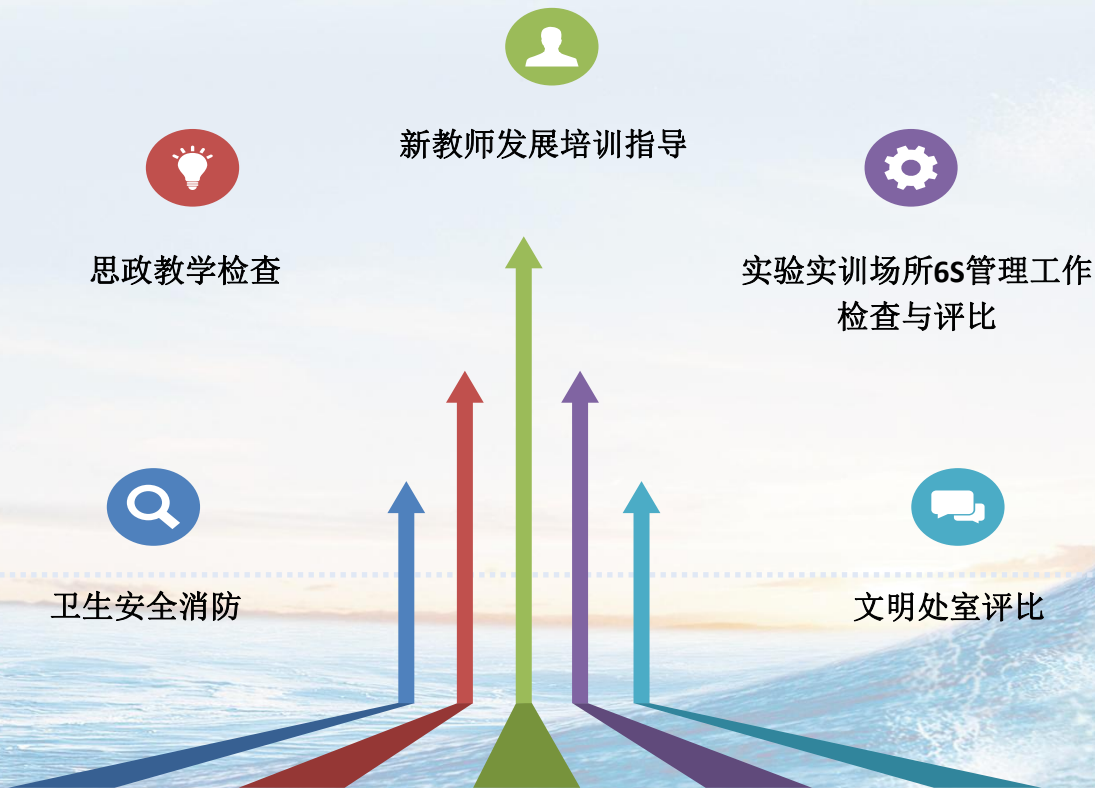 新教师发展培训指导
思政教学检查
实验实训场所6S管理工作
检查与评比
卫生安全消防
文明处室评比